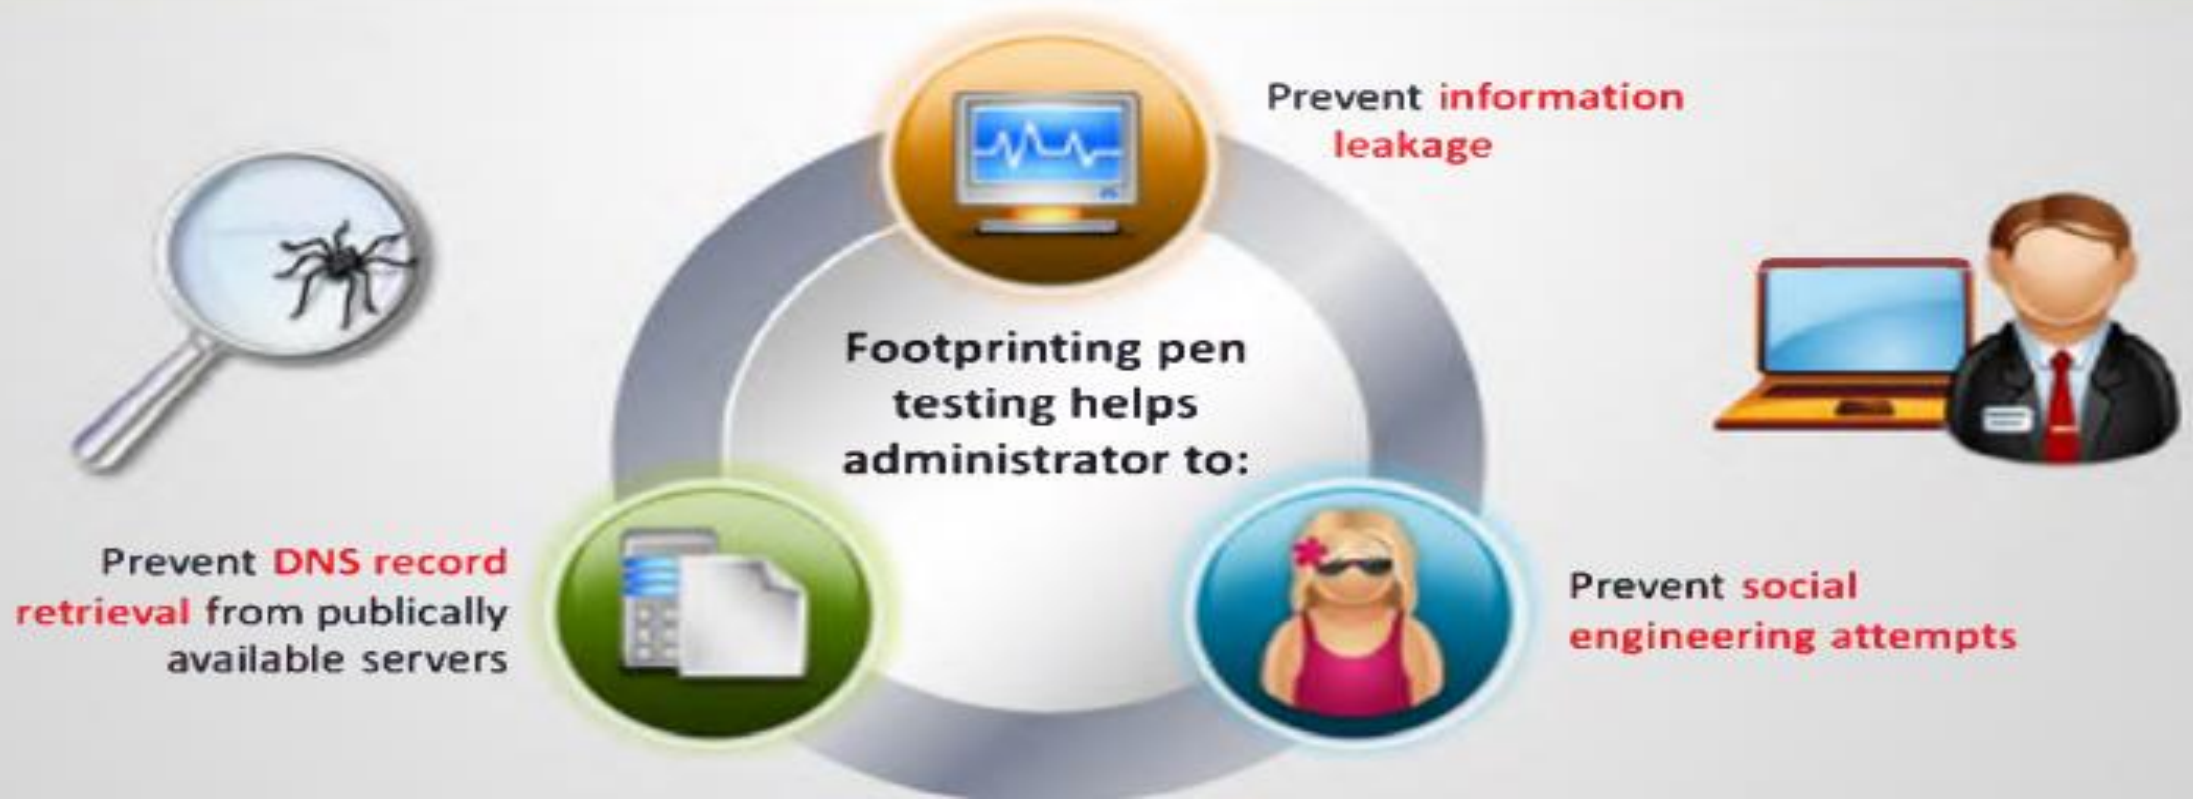 Prevent information
leakage
Footprinting pen
testing helps
administrator to:
Prevent DNS record
retrieval from publically
available servers
Prevent social
engineering attempts